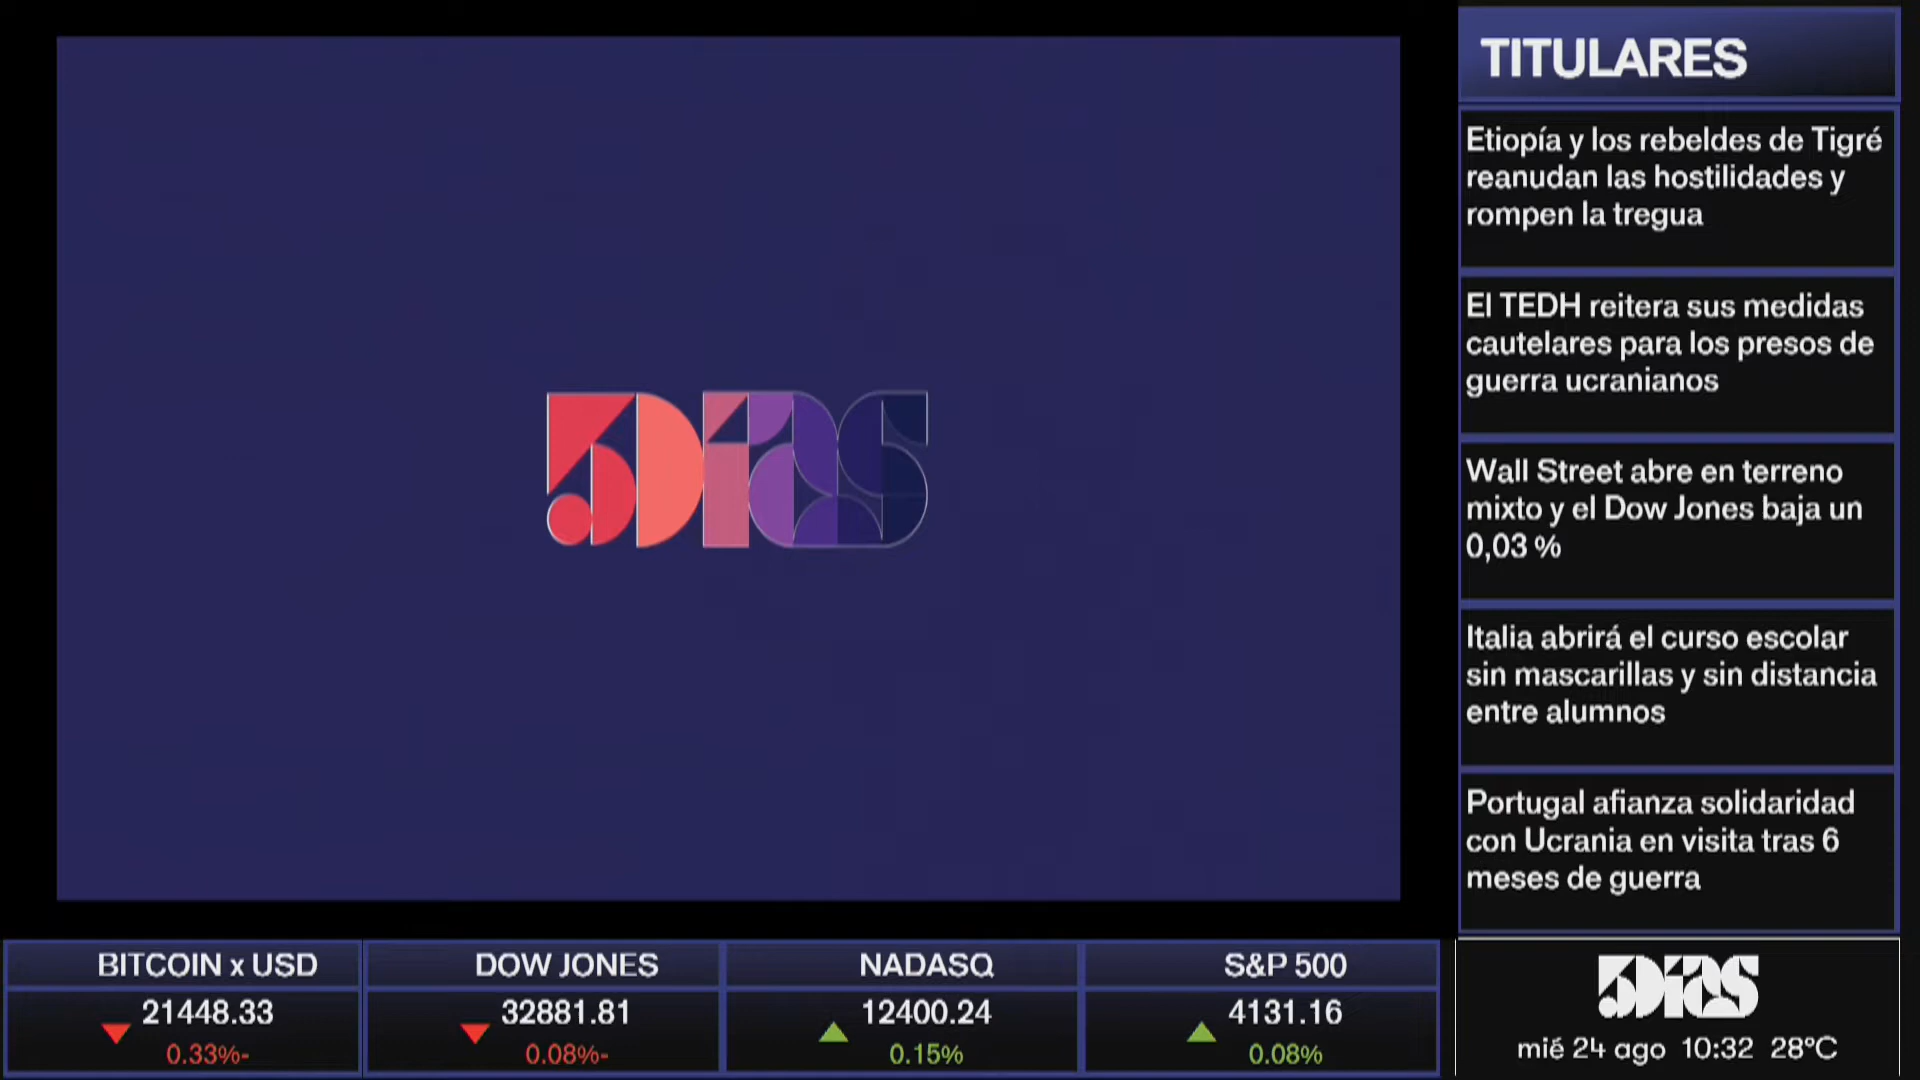 5Días
TITULARES
Etiopía y los rebeldes de Tigré
reanudan las hostilidades y
rompen la tregua
El TEDH reitera sus medidas
cautelares para los presos de
guerra ucranianos
Wall Street abre en terreno
mixto y el Dow Jones baja un
0,03 %
Italia abrirá el curso escolar
sin mascarillas y sin distancia
entre alumnos
Portugal afianza solidaridad
con Ucrania en visita tras 6
meses de guerra
BITCOIN x USD
21448.33
0.33%-
DOW JONES
32881.81
0.08%-
NADASQ
12400.24
0.15%
S&P 500
4131.16
0.08%
5Días
mié 24 ago 10:32 28°C